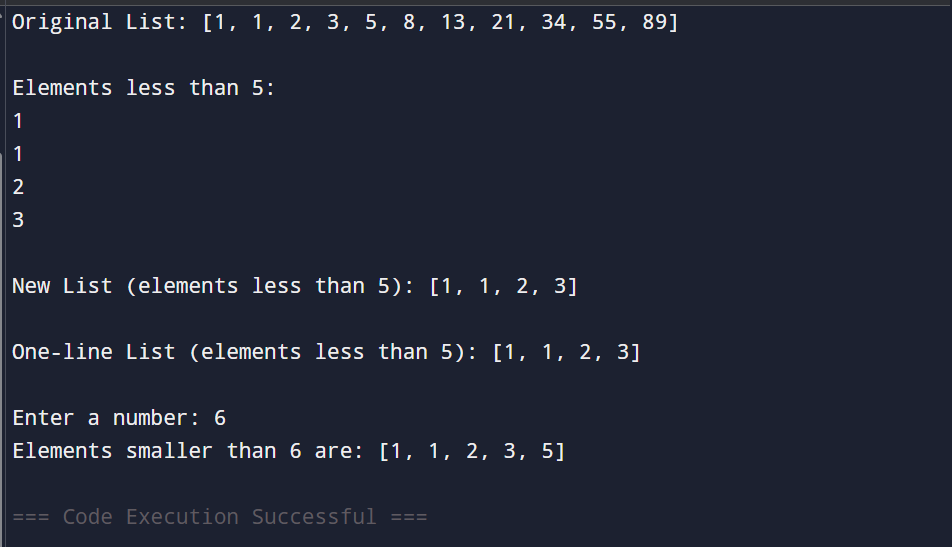 Original List: [1, 1, 2, 3, 5, 8, 13, 21, 34, 55, 89]
Elements less than 5:
1
1
2
3
New List (elements less than 5): [1, 1, 2, 3]
One-line List (elements less than 5): [1, 1, 2, 3]
Enter a number: 6
Elements smaller than 6 are: [1, 1, 2, 3, 5]
=== Code Execution Successful ===